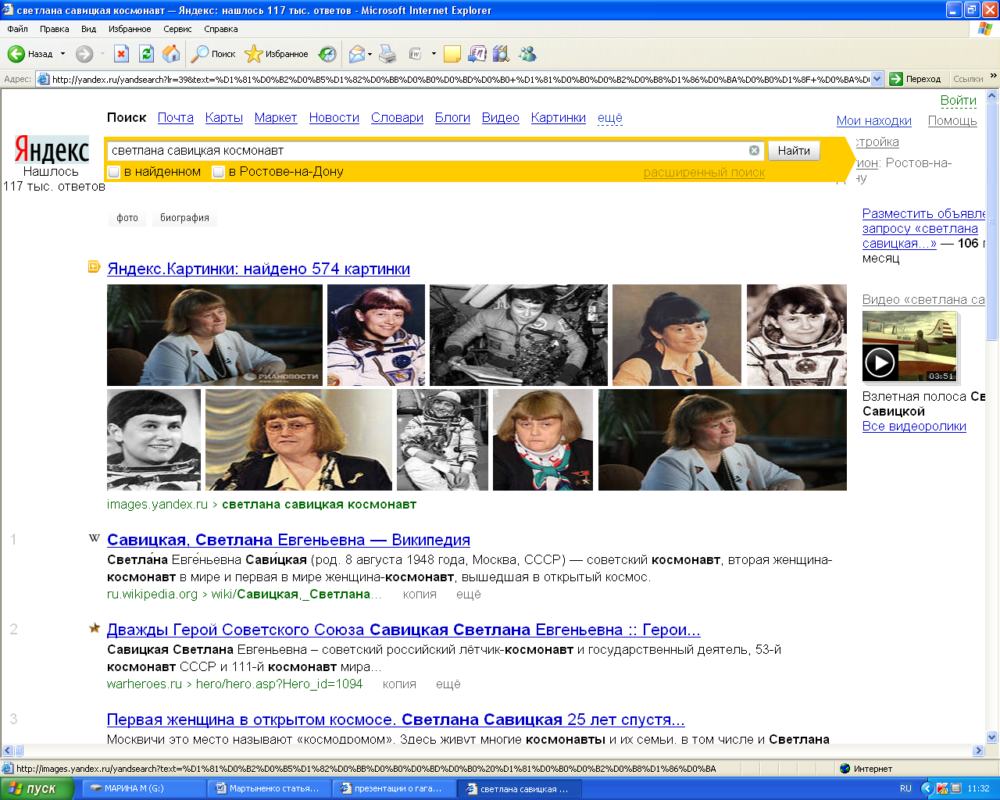 светлана савицкая космонавт — Яндекс: нашлось 117 тыс. ответов - Microsoft Internet Explorer
Файл Правка Вид Избранное Сервис Справка
Назад Поиск Избранное
Адрес: http://yandex.ru/yandsearch?lr=39&text=%D1%81%D0%B2%D0%B5%D1%82%D0%BB%D0%B0%D0%BD%D0%B0+%D1%81%D0%B0%D0%B2%D0%B8%D1%86%D0%BA%D0%B0%D1%8F+%D0%BA% Переход Ссылки
Войти
Поиск Почта Карты Маркет Новости Словари Блоги Видео Картинки ещё
Мои находки Помощь
Яндекс
светлана савицкая космонавт Найти
стройка
Нашлось
117 тыс. ответов
в найденном в Ростове-на-Дону расширенный поиск
ион: Ростов-на-
ну
фото биография
Разместить объявле
запросу «светлана
савицкая...» — 106
месяц
Яндекс.Картинки: найдено 574 картинки
РИАНОВОСТИ
Видео «светлана са
03:51
Взлетная полоса Св
Савицкой
Все видеоролики
images.yandex.ru › светлана савицкая космонавт
1
W Савицкая, Светлана Евгеньевна — Википедия
Светла́на Евге́ньевна Сави́цкая (род. 8 августа 1948 года, Москва, СССР) — советский космонавт, вторая женщина-
космонавт в мире и первая в мире женщина-космонавт, вышедшая в открытый космос.
ru.wikipedia.org › wiki/Савицкая,_Светлана... копия ещё
2
Дважды Герой Советского Союза Савицкая Светлана Евгеньевна :: Герои...
Савицкая Светлана Евгеньевна – советский российский лётчик-космонавт и государственный деятель, 53-й
космонавт СССР и 111-й космонавт мира...
warheroes.ru › hero/hero.asp?Hero_id=1094 копия ещё
3
Первая женщина в открытом космосе. Светлана Савицкая 25 лет спустя...
Москвичи это место называют «космодромом». Здесь живут многие космонавты и их семьи, в том числе и Светлана
http://images.yandex.ru/yandsearch?text=%D1%81%D0%B2%D0%B5%D1%82%D0%BB%D0%B0%D0%BD%D0%B0%20%D1%81%D0%B0%D0%B2%D0%B8%D1%86%D0%BA Интернет
пуск МАРИНА М (G:) Мартыненко статья... презентации о гага... светлана савицкая ... RU 11:32